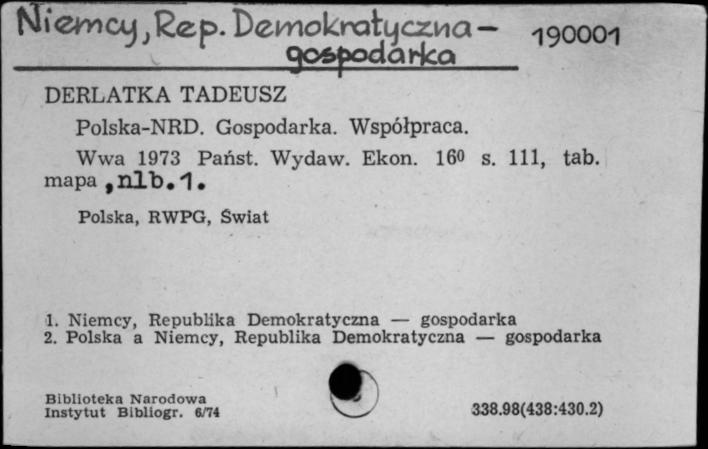 Niemcy, Rep. Demokratyczna - 190001
gospodarka
DERLATKA TADEUSZ
Polska-NRD. Gospodarka. Współpraca.
Wwa 1973 Państ. Wydaw. Ekon. 16⁰ s. 111, tab.
mapa, nlb. 1.
Polska, RWPG, Świat
1. Niemcy, Republika Demokratyczna — gospodarka
2. Polska a Niemcy, Republika Demokratyczna — gospodarka
Biblioteka Narodowa
Instytut Bibliogr. 6/74 338.98(438:430.2)